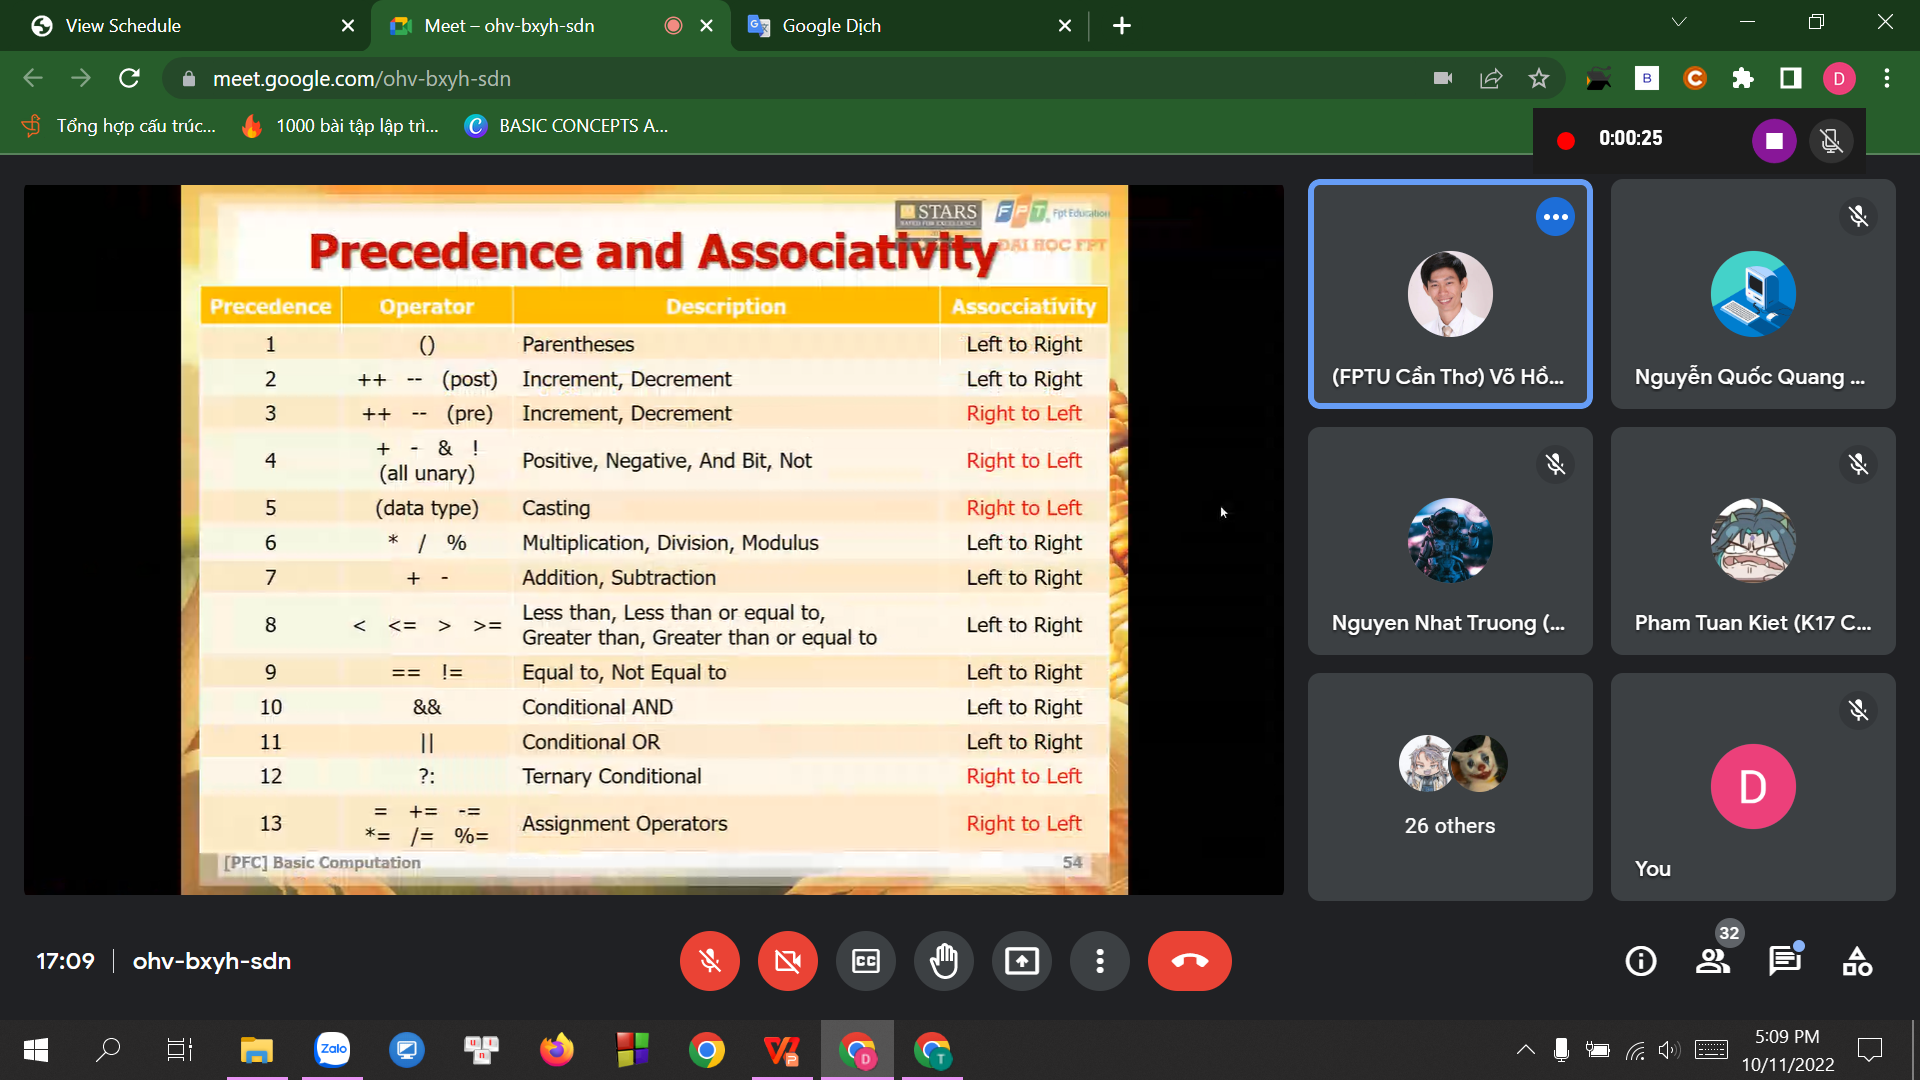 View Schedule
Meet – ohv-bxyh-sdn
Google Dịch
meet.google.com/ohv-bxyh-sdn
B
C
D
Tổng hợp cấu trúc...
1000 bài tập lập trì...
C
BASIC CONCEPTS A...
0:00:25
STARS
FPT Fpt Education
ĐẠI HỌC FPT
Precedence and Associativity
Precedence Operator Description Assocciativity
1 () Parentheses Left to Right
2 ++ -- (post) Increment, Decrement Left to Right
3 ++ -- (pre) Increment, Decrement Right to Left
4 + - & ! (all unary) Positive, Negative, And Bit, Not Right to Left
5 (data type) Casting Right to Left
6 * / % Multiplication, Division, Modulus Left to Right
7 + - Addition, Subtraction Left to Right
8 < <= > >= Less than, Less than or equal to,
Greater than, Greater than or equal to Left to Right
9 == != Equal to, Not Equal to Left to Right
10 && Conditional AND Left to Right
11 || Conditional OR Left to Right
12 ?: Ternary Conditional Right to Left
13 = += -=
*= /= %= Assignment Operators Right to Left
[PFC] Basic Computation 54
(FPTU Cần Thơ) Võ Hồ...
Nguyễn Quốc Quang ...
Nguyen Nhat Truong (...
Pham Tuan Kiet (K17 C...
26 others
D
You
17:09 | ohv-bxyh-sdn
CC
32
Zalo
U i n
P
D
T
5:09 PM
10/11/2022